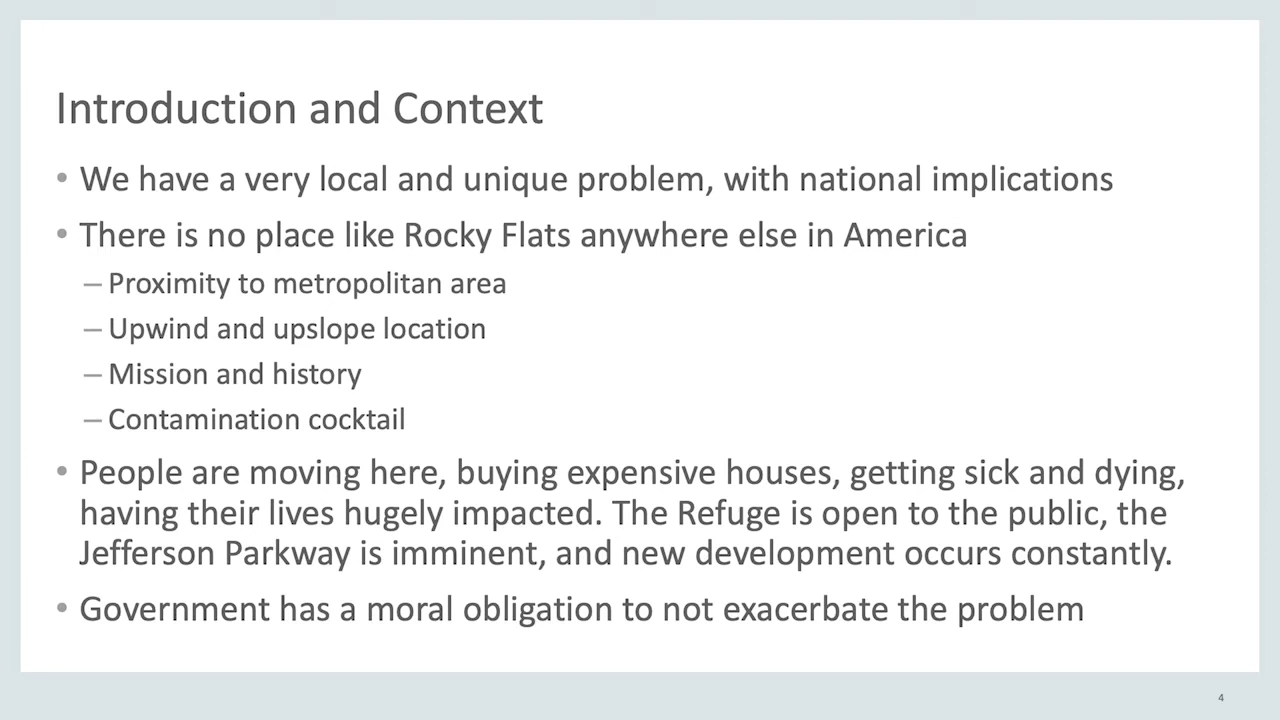 Introduction and Context
• We have a very local and unique problem, with national implications
• There is no place like Rocky Flats anywhere else in America
– Proximity to metropolitan area
– Upwind and upslope location
– Mission and history
– Contamination cocktail
• People are moving here, buying expensive houses, getting sick and dying,
having their lives hugely impacted. The Refuge is open to the public, the
Jefferson Parkway is imminent, and new development occurs constantly.
• Government has a moral obligation to not exacerbate the problem
4